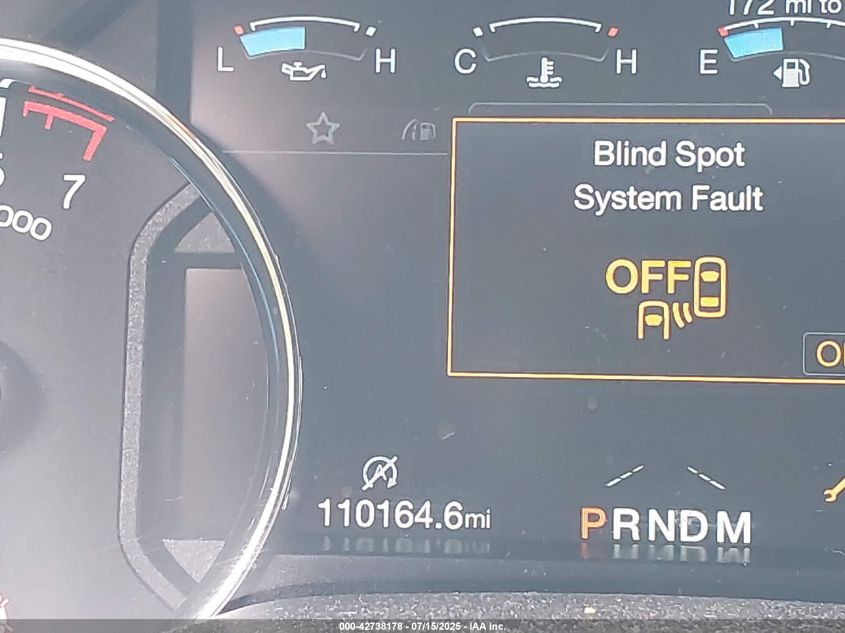 172 mi to
L H
C H
E
7
000
Blind Spot
System Fault
OFF
110164.6mi
PRNDM
000-42738178 - 07/15/2025 - IAA Inc.